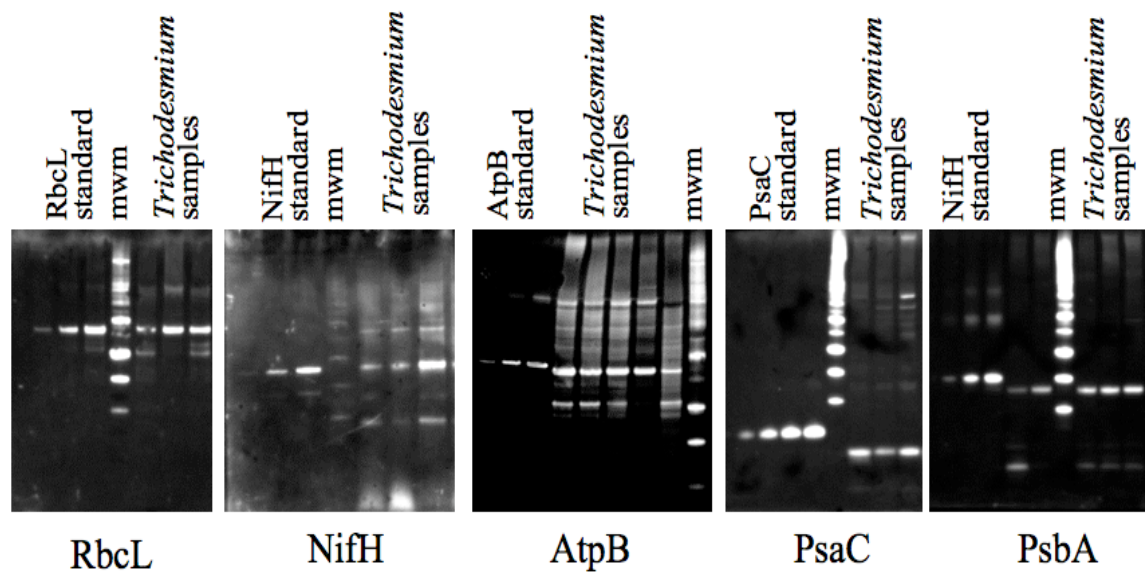 RbcL
standard
mwm
Trichodesmium
samples
NifH
standard
mwm
Trichodesmium
samples
AtpB
standard
Trichodesmium
samples
mwm
PsaC
standard
mwm
Trichodesmium
samples
NifH
standard
mwm
Trichodesmium
samples
RbcL
NifH
AtpB
PsaC
PsbA